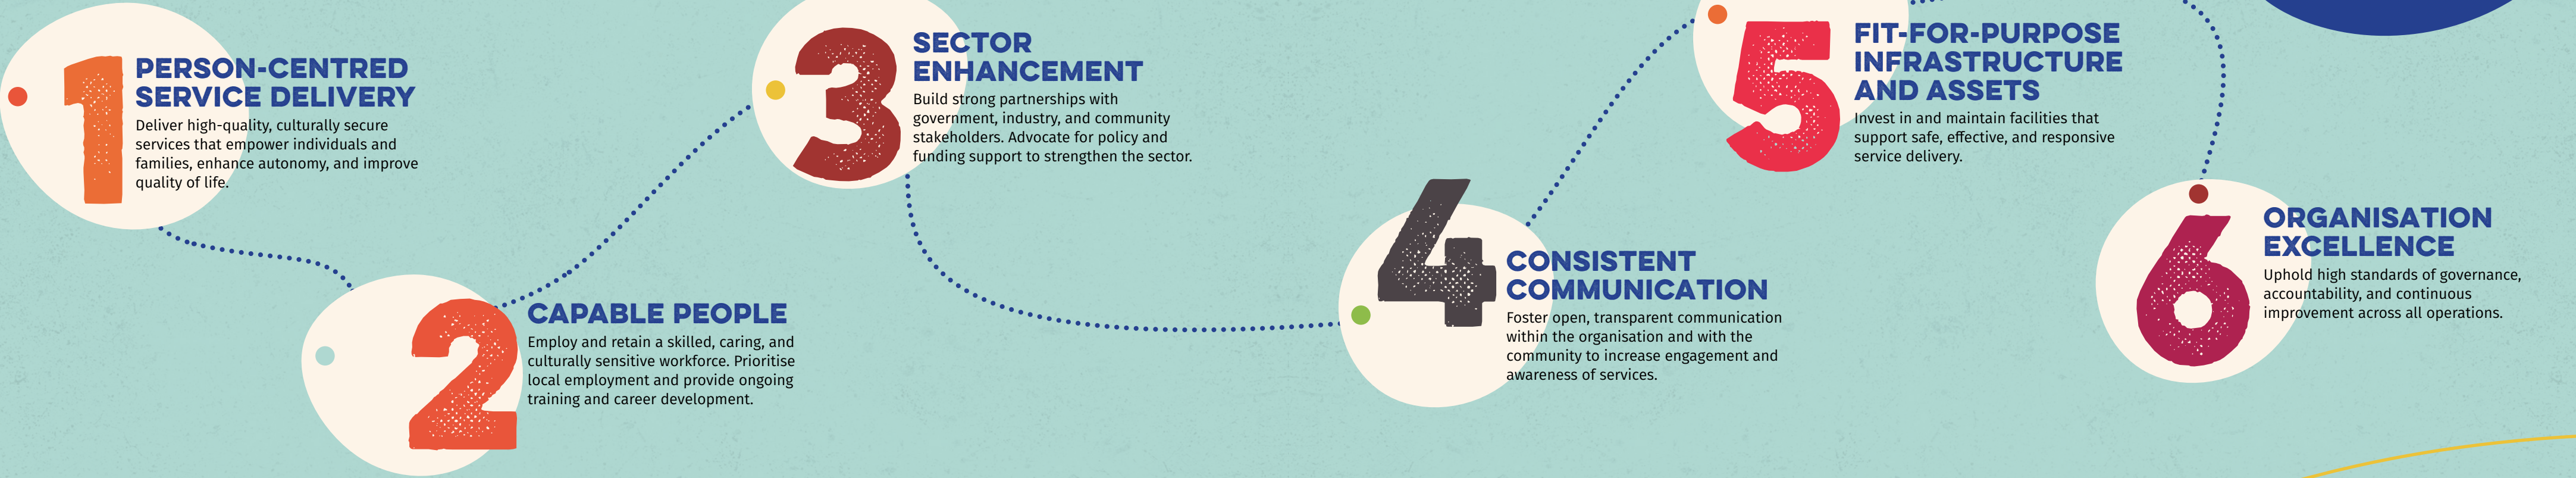 1
PERSON-CENTRED
SERVICE DELIVERY
Deliver high-quality, culturally secure
services that empower individuals and
families, enhance autonomy, and improve
quality of life.
2
CAPABLE PEOPLE
Employ and retain a skilled, caring, and
culturally sensitive workforce. Prioritise
local employment and provide ongoing
training and career development.
3
SECTOR
ENHANCEMENT
Build strong partnerships with
government, industry, and community
stakeholders. Advocate for policy and
funding support to strengthen the sector.
4
CONSISTENT
COMMUNICATION
Foster open, transparent communication
within the organisation and with the
community to increase engagement and
awareness of services.
5
FIT-FOR-PURPOSE
INFRASTRUCTURE
AND ASSETS
Invest in and maintain facilities that
support safe, effective, and responsive
service delivery.
6
ORGANISATION
EXCELLENCE
Uphold high standards of governance,
accountability, and continuous
improvement across all operations.